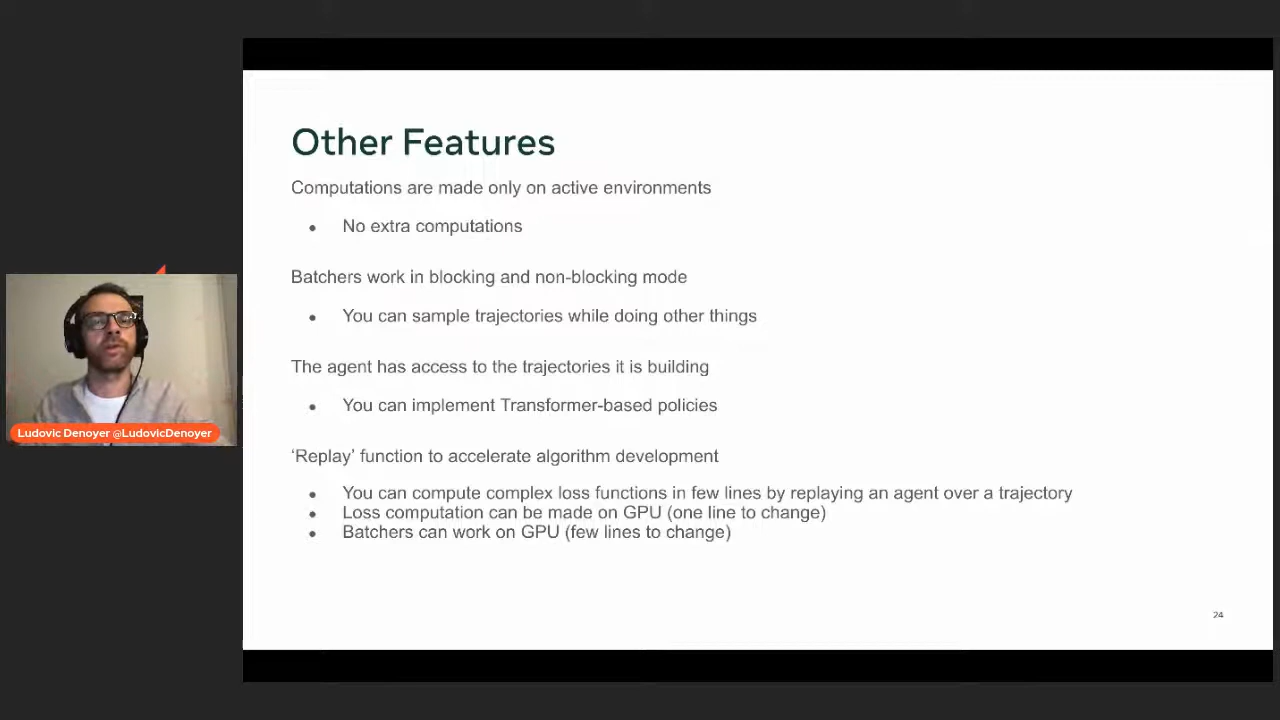 Other Features
Computations are made only on active environments
● No extra computations
Batchers work in blocking and non-blocking mode
● You can sample trajectories while doing other things
The agent has access to the trajectories it is building
● You can implement Transformer-based policies
‘Replay’ function to accelerate algorithm development
● You can compute complex loss functions in few lines by replaying an agent over a trajectory
● Loss computation can be made on GPU (one line to change)
● Batchers can work on GPU (few lines to change)
24
Ludovic Denoyer @LudovicDenoyer